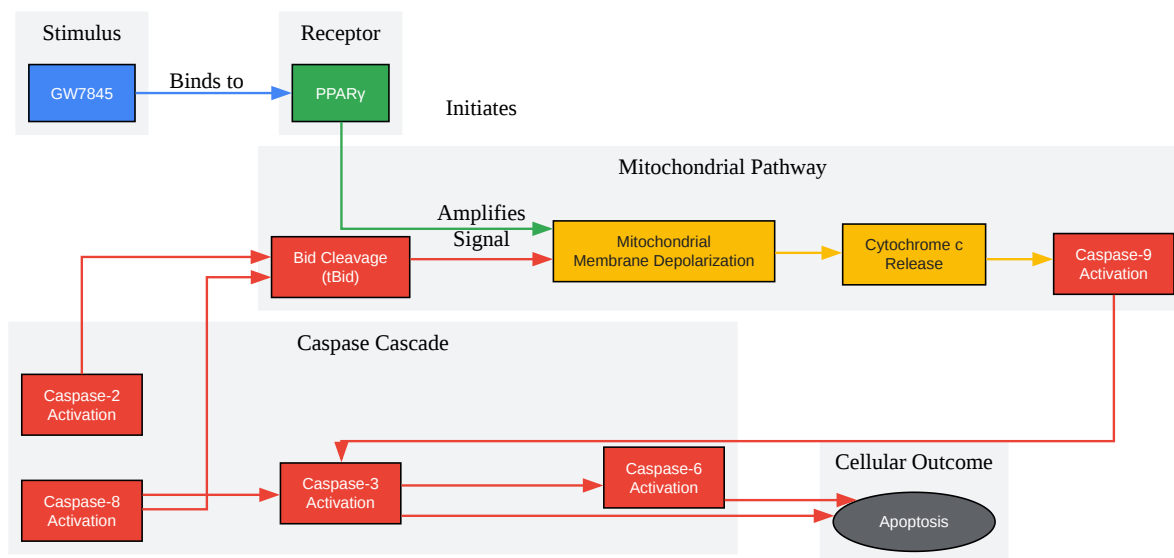 Stimulus
Receptor
GW7845
Binds to
PPARγ
Initiates
Mitochondrial Pathway
Amplifies
Signal
Bid Cleavage
(tBid)
Mitochondrial
Membrane Depolarization
Cytochrome c
Release
Caspase-9
Activation
Caspase Cascade
Caspase-2
Activation
Caspase-8
Activation
Caspase-3
Activation
Caspase-6
Activation
Cellular Outcome
Apoptosis